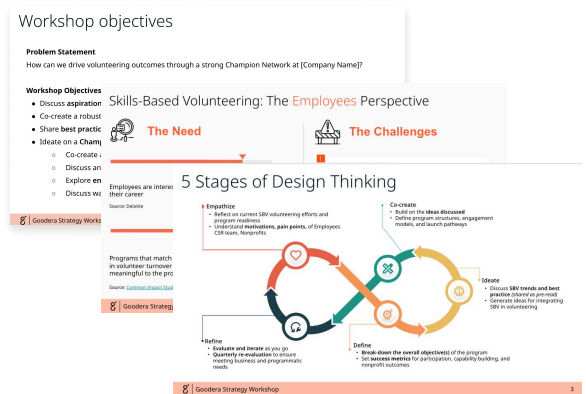 Workshop objectives
Problem Statement
How can we drive volunteering outcomes through a strong Champion Network at [Company Name]?
Workshop Objectives
• Discuss aspiration
• Co-create a robust
• Share best practic
• Ideate on a Champ
○ Co-create
○ Discuss an
○ Explore en
○ Discuss wa
Goodera Strategy Works
Skills-Based Volunteering: The Employees Perspective
The Need
The Challenges
Employees are interes
their career
Source: Deloitte
Programs that match
in volunteer turnover
meaningful to the pro
Source: Common Impact Stud
Goodera Strategy
5 Stages of Design Thinking
Empathize
• Reflect on current SBV volunteering efforts and
program readiness
• Understand motivations, pain points, of Employees
CSR team, Nonprofits
Co-create
• Build on the ideas discussed
• Define program structures, engagement
models, and launch pathways
Ideate
• Discuss SBV trends and best
practice (shared as pre-read)
• Generate ideas for integrating
SBV in volunteering
Refine
• Evaluate and iterate as you go
• Quarterly re-evaluation to ensure
meeting business and programmatic
needs
Define
• Break-down the overall objective(s) of the program
• Set success metrics for participation, capability building, and
nonprofit outcomes
Goodera Strategy Workshop
3